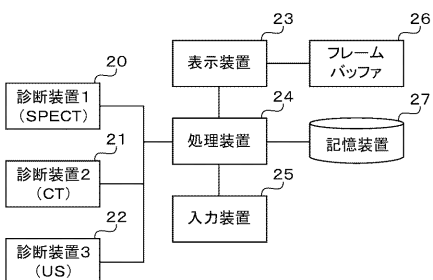 23
表示装置
26
フレーム
バッファ
20
診断装置1
(SPECT)
24
処理装置
27
記憶装置
21
診断装置2
(CT)
25
入力装置
22
診断装置3
(US)